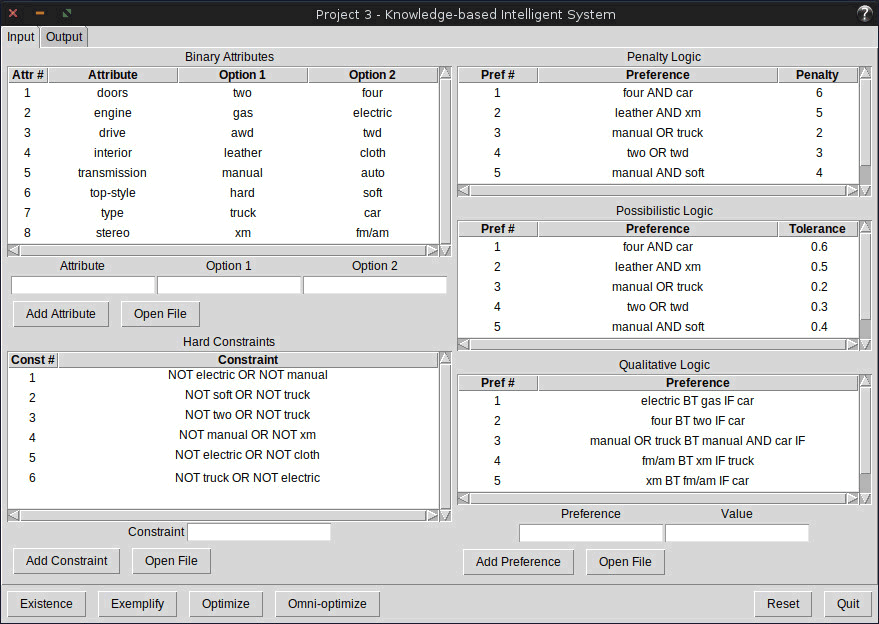 Project 3 - Knowledge-based Intelligent System
?
Input Output
Binary Attributes
Attr # Attribute Option 1 Option 2
1 doors two four
2 engine gas electric
3 drive awd twd
4 interior leather cloth
5 transmission manual auto
6 top-style hard soft
7 type truck car
8 stereo xm fm/am
Attribute Option 1 Option 2
Add Attribute Open File
Hard Constraints
Const # Constraint
1 NOT electric OR NOT manual
2 NOT soft OR NOT truck
3 NOT two OR NOT truck
4 NOT manual OR NOT xm
5 NOT electric OR NOT cloth
6 NOT truck OR NOT electric
Constraint
Add Constraint Open File
Penalty Logic
Pref # Preference Penalty
1 four AND car 6
2 leather AND xm 5
3 manual OR truck 2
4 two OR twd 3
5 manual AND soft 4
Possibilistic Logic
Pref # Preference Tolerance
1 four AND car 0.6
2 leather AND xm 0.5
3 manual OR truck 0.2
4 two OR twd 0.3
5 manual AND soft 0.4
Qualitative Logic
Pref # Preference
1 electric BT gas IF car
2 four BT two IF car
3 manual OR truck BT manual AND car IF
4 fm/am BT xm IF truck
5 xm BT fm/am IF car
Preference Value
Add Preference Open File
Existence Exemplify Optimize Omni-optimize Reset Quit